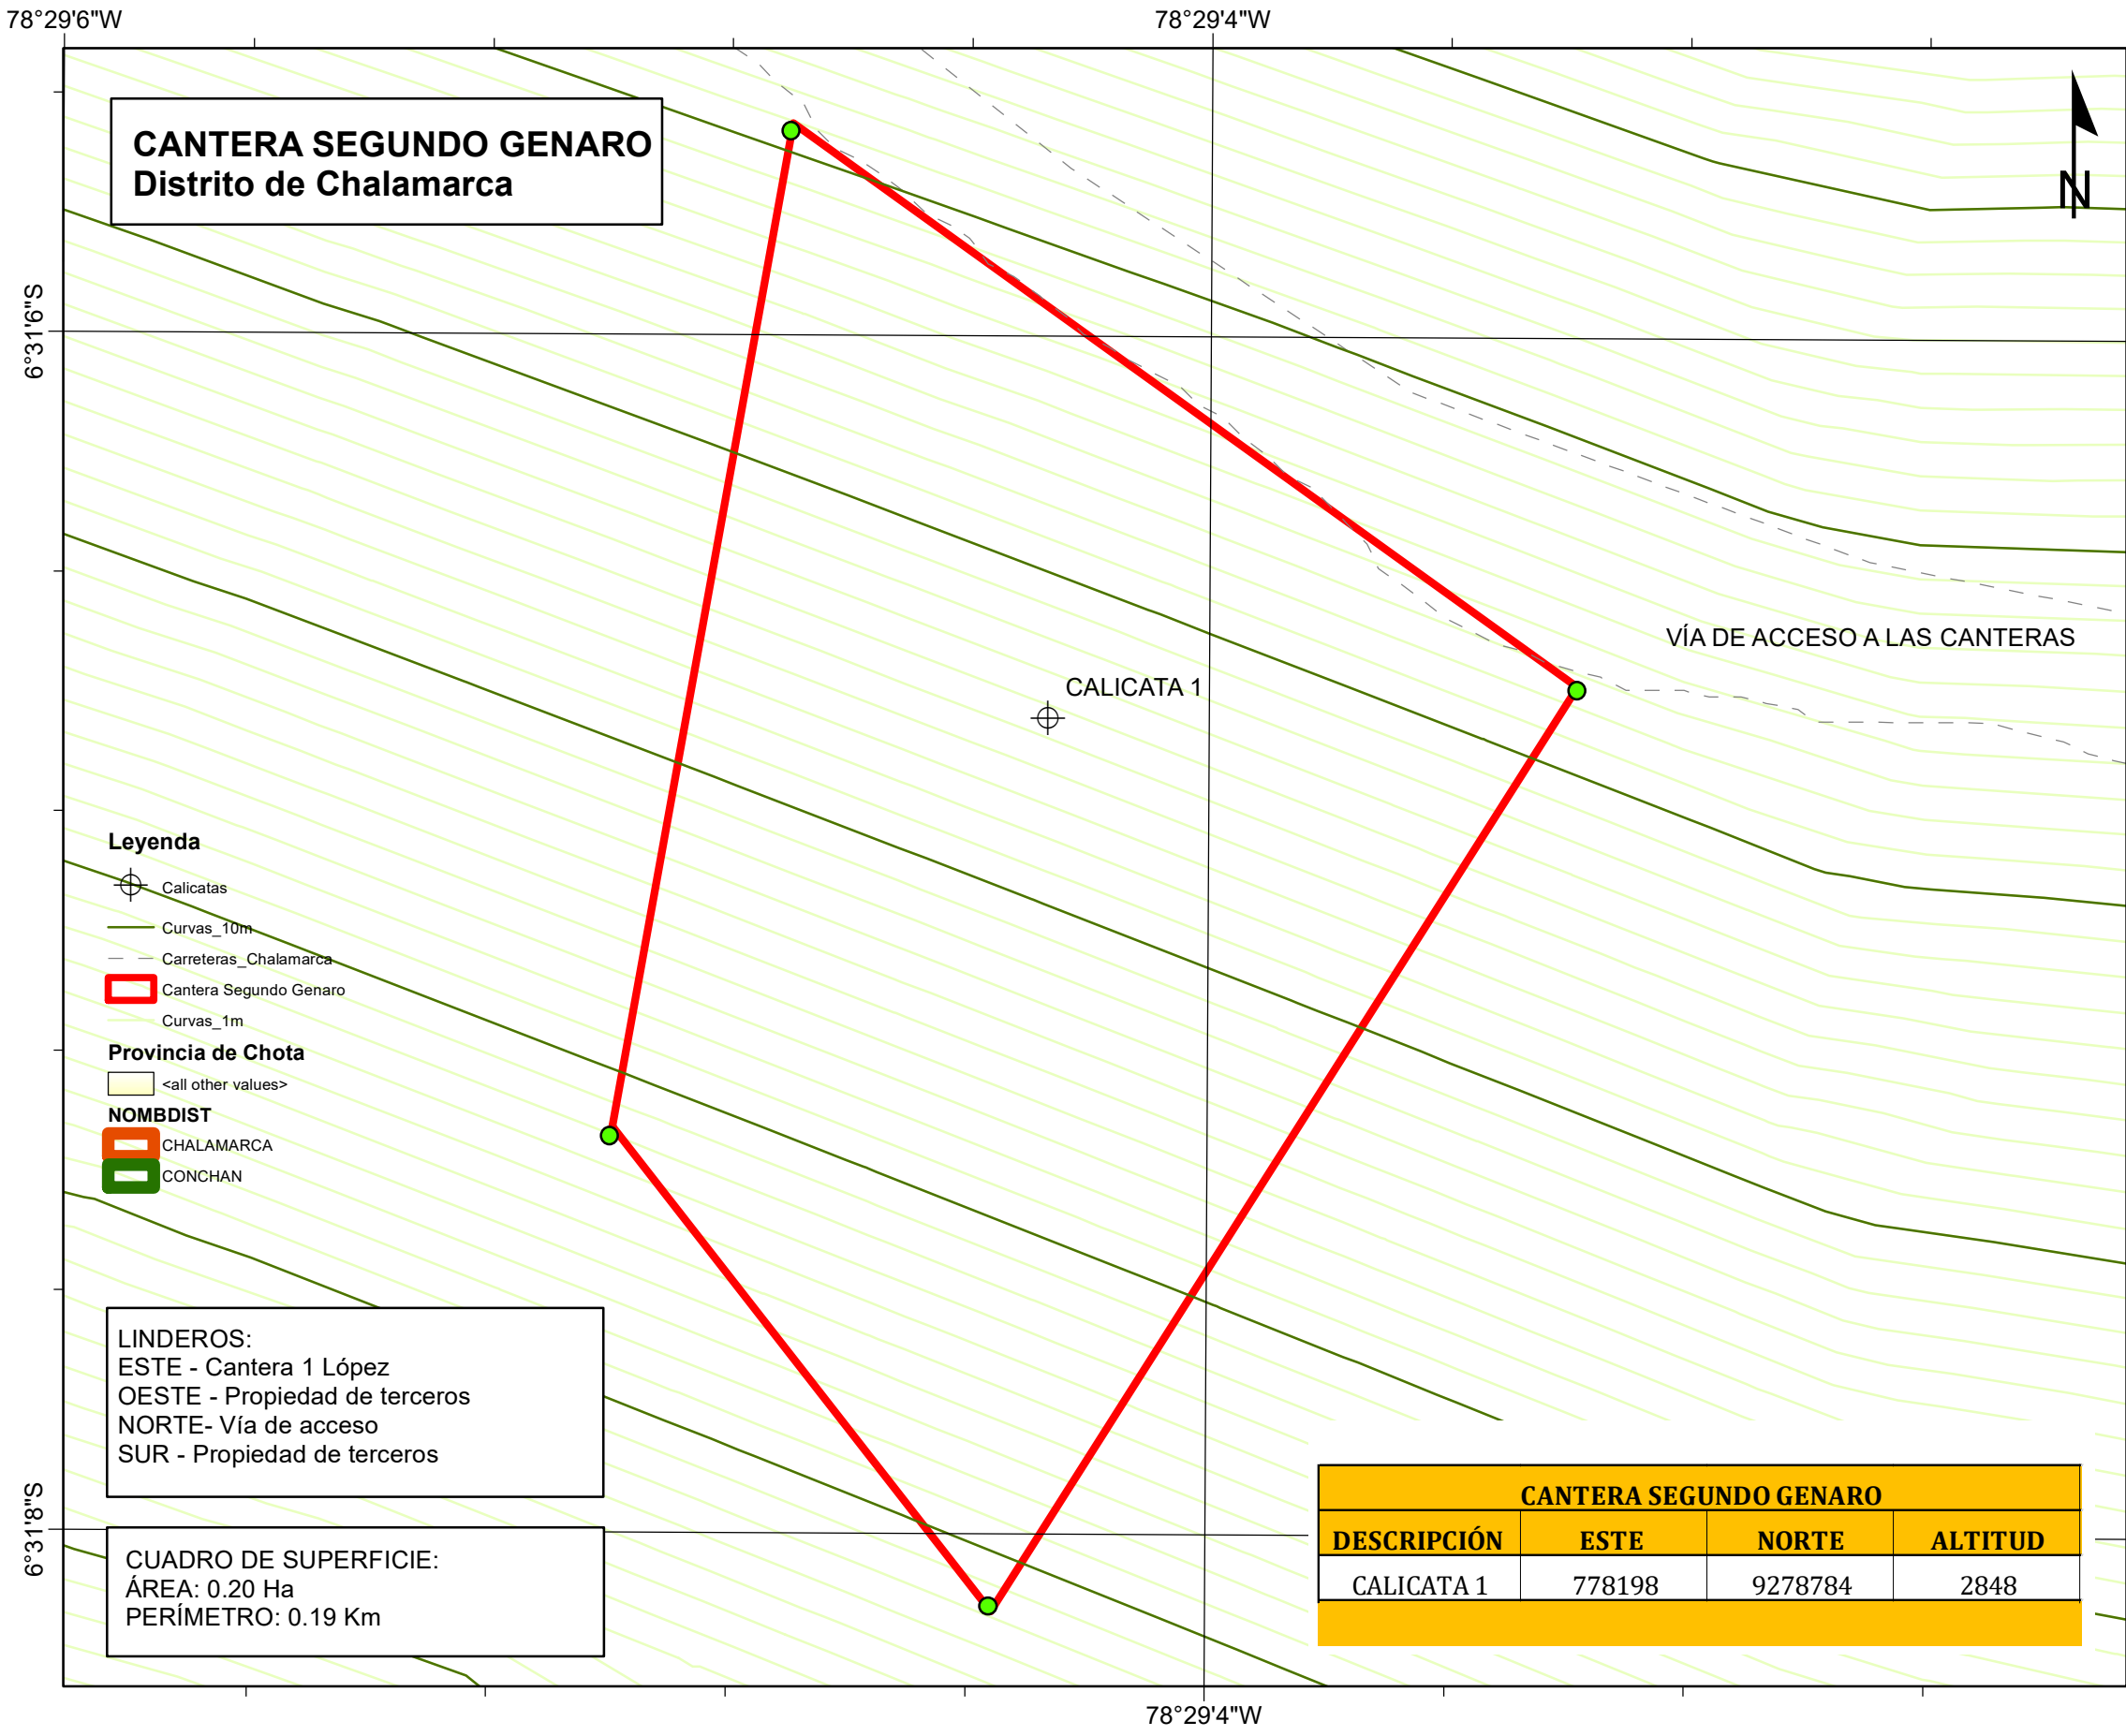 78°29'6"W
78°29'4"W
CANTERA SEGUNDO GENARO
Distrito de Chalamarca
N
6°31'6"S
VÍA DE ACCESO A LAS CANTERAS
CALICATA 1
Leyenda
Calicatas
Curvas_10m
Carreteras_Chalamarca
Cantera Segundo Genaro
Curvas_1m
Provincia de Chota
<all other values>
NOMBDIST
CHALAMARCA
CONCHAN
LINDEROS:
ESTE - Cantera 1 López
OESTE - Propiedad de terceros
NORTE- Vía de acceso
SUR - Propiedad de terceros
6°31'8"S
CUADRO DE SUPERFICIE:
ÁREA: 0.20 Ha
PERÍMETRO: 0.19 Km
CANTERA SEGUNDO GENARO
DESCRIPCIÓN ESTE NORTE ALTITUD
CALICATA 1 778198 9278784 2848
78°29'4"W